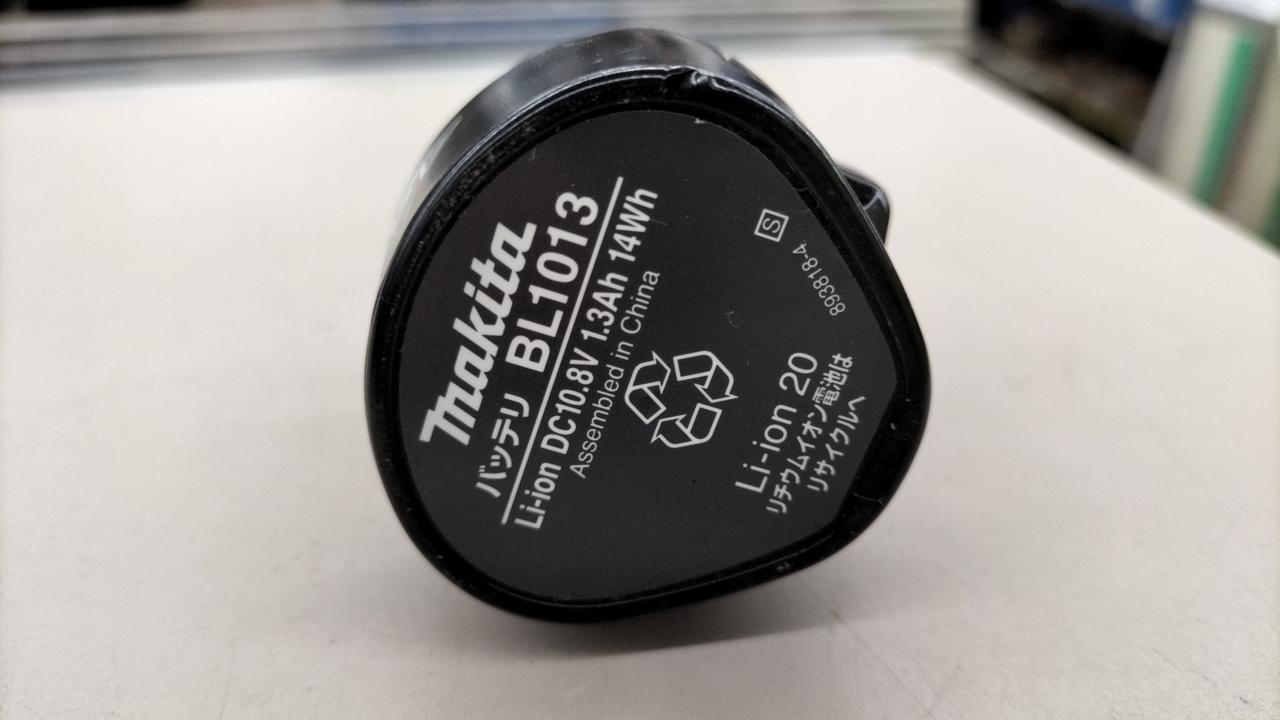 makita
バッテリ BL1013
Li-ion DC10.8V 1.3Ah 14Wh
Assembled in China
S
893818-4
Li-ion 20
リチウムイオン電池は
リサイクルへ